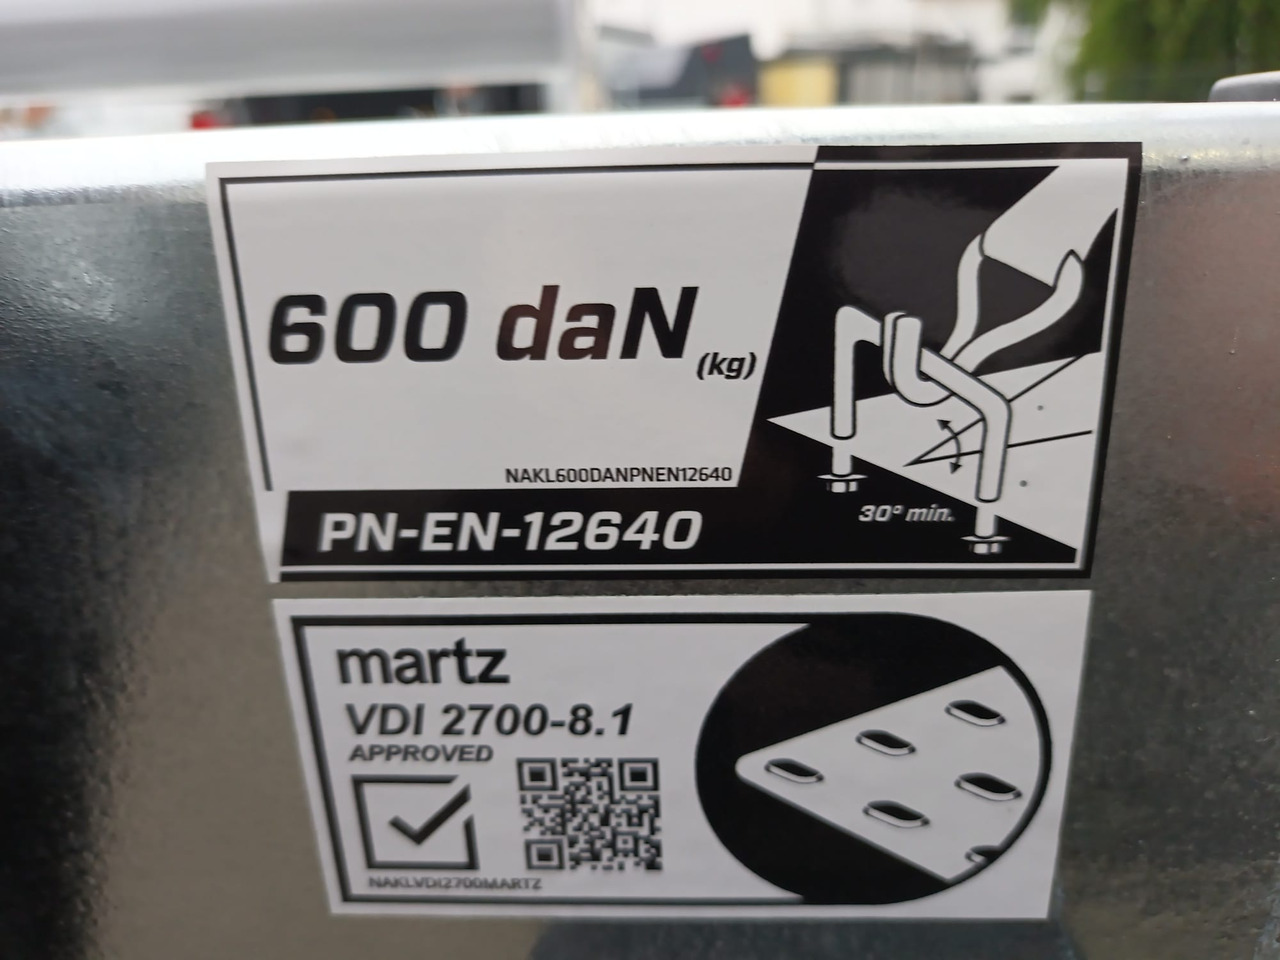 600 daN (kg)
NAKL600DANPNEN12640
PN-EN-12640
30° min.
martz
VDI 2700-8.1
APPROVED
NAKLVDI2700MARTZ